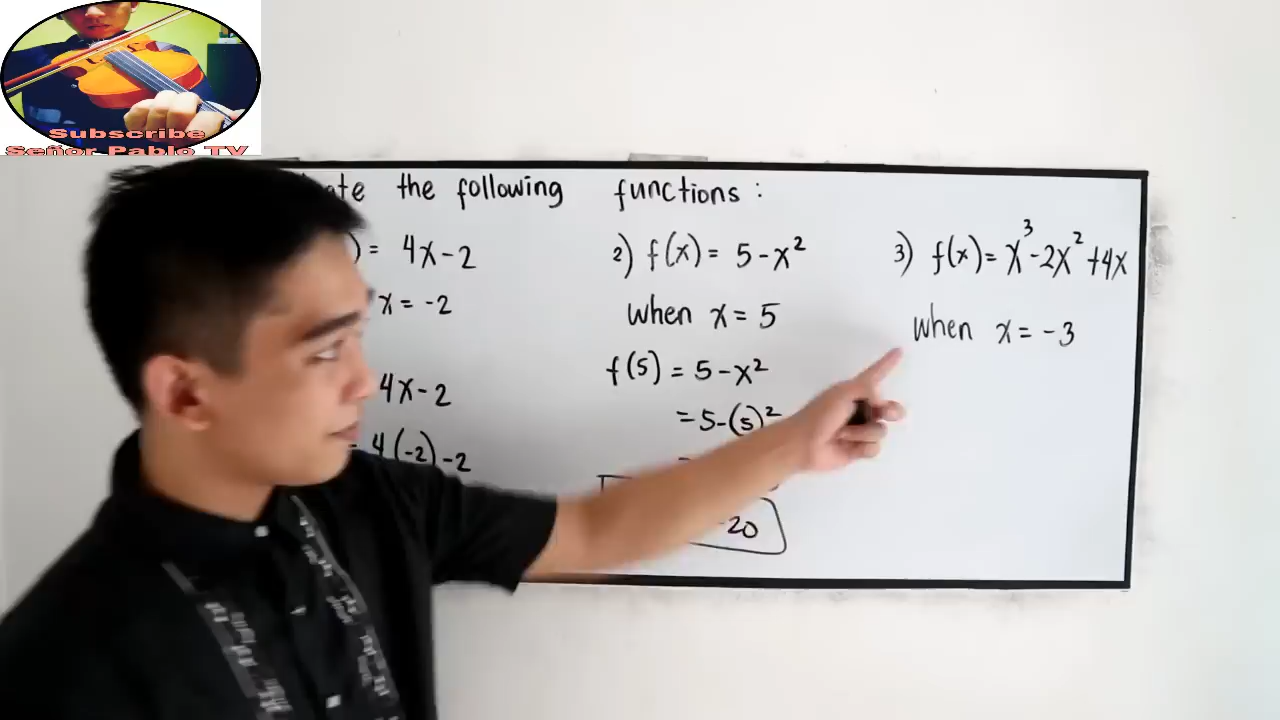 Subscribe
Señor Pablo TV
the following functions :
) = 4x - 2
x = -2
4x - 2
= 4(-2) - 2
2) f(x) = 5 - x²
when x = 5
f(5) = 5 - x²
= 5 - (5)²
-20
3) f(x) = x³ - 2x² + 4x
when x = -3